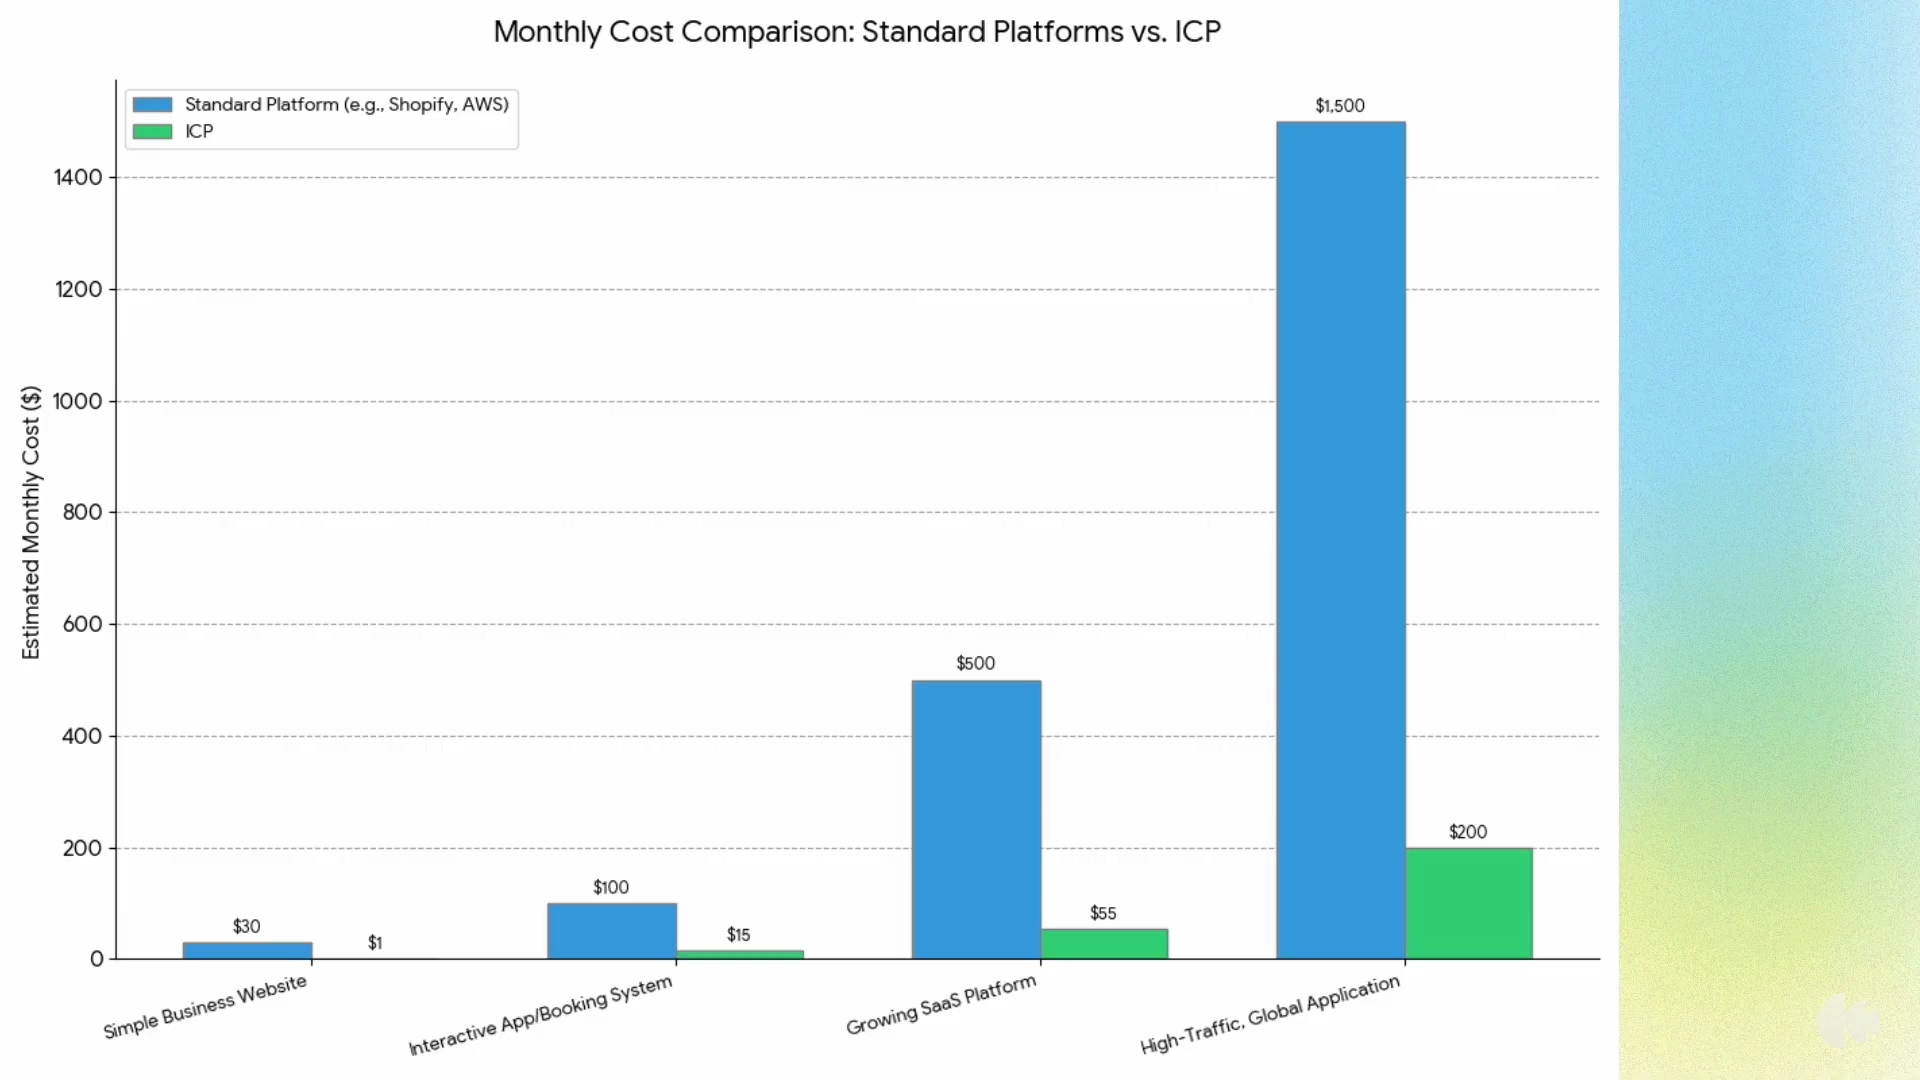 Monthly Cost Comparison: Standard Platforms vs. ICP
Standard Platform (e.g., Shopify, AWS)
ICP
Estimated Monthly Cost ($)
1400
1200
1000
800
600
400
200
0
$30
$1
$100
$15
$500
$55
$1,500
$200
Simple Business Website
Interactive App/Booking System
Growing SaaS Platform
High-Traffic, Global Application